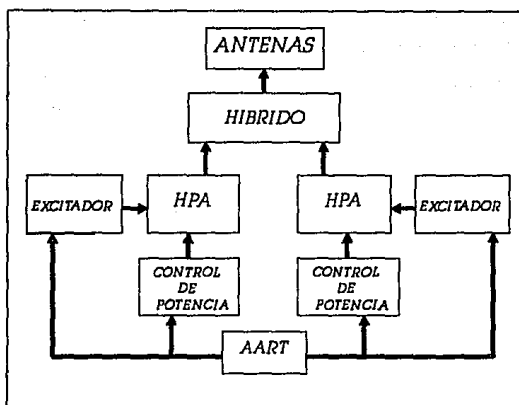 ANTENAS
HIBRIDO
EXCITADOR
HPA
HPA
EXCITADOR
CONTROL
DE
POTENCIA
CONTROL
DE
POTENCIA
AART